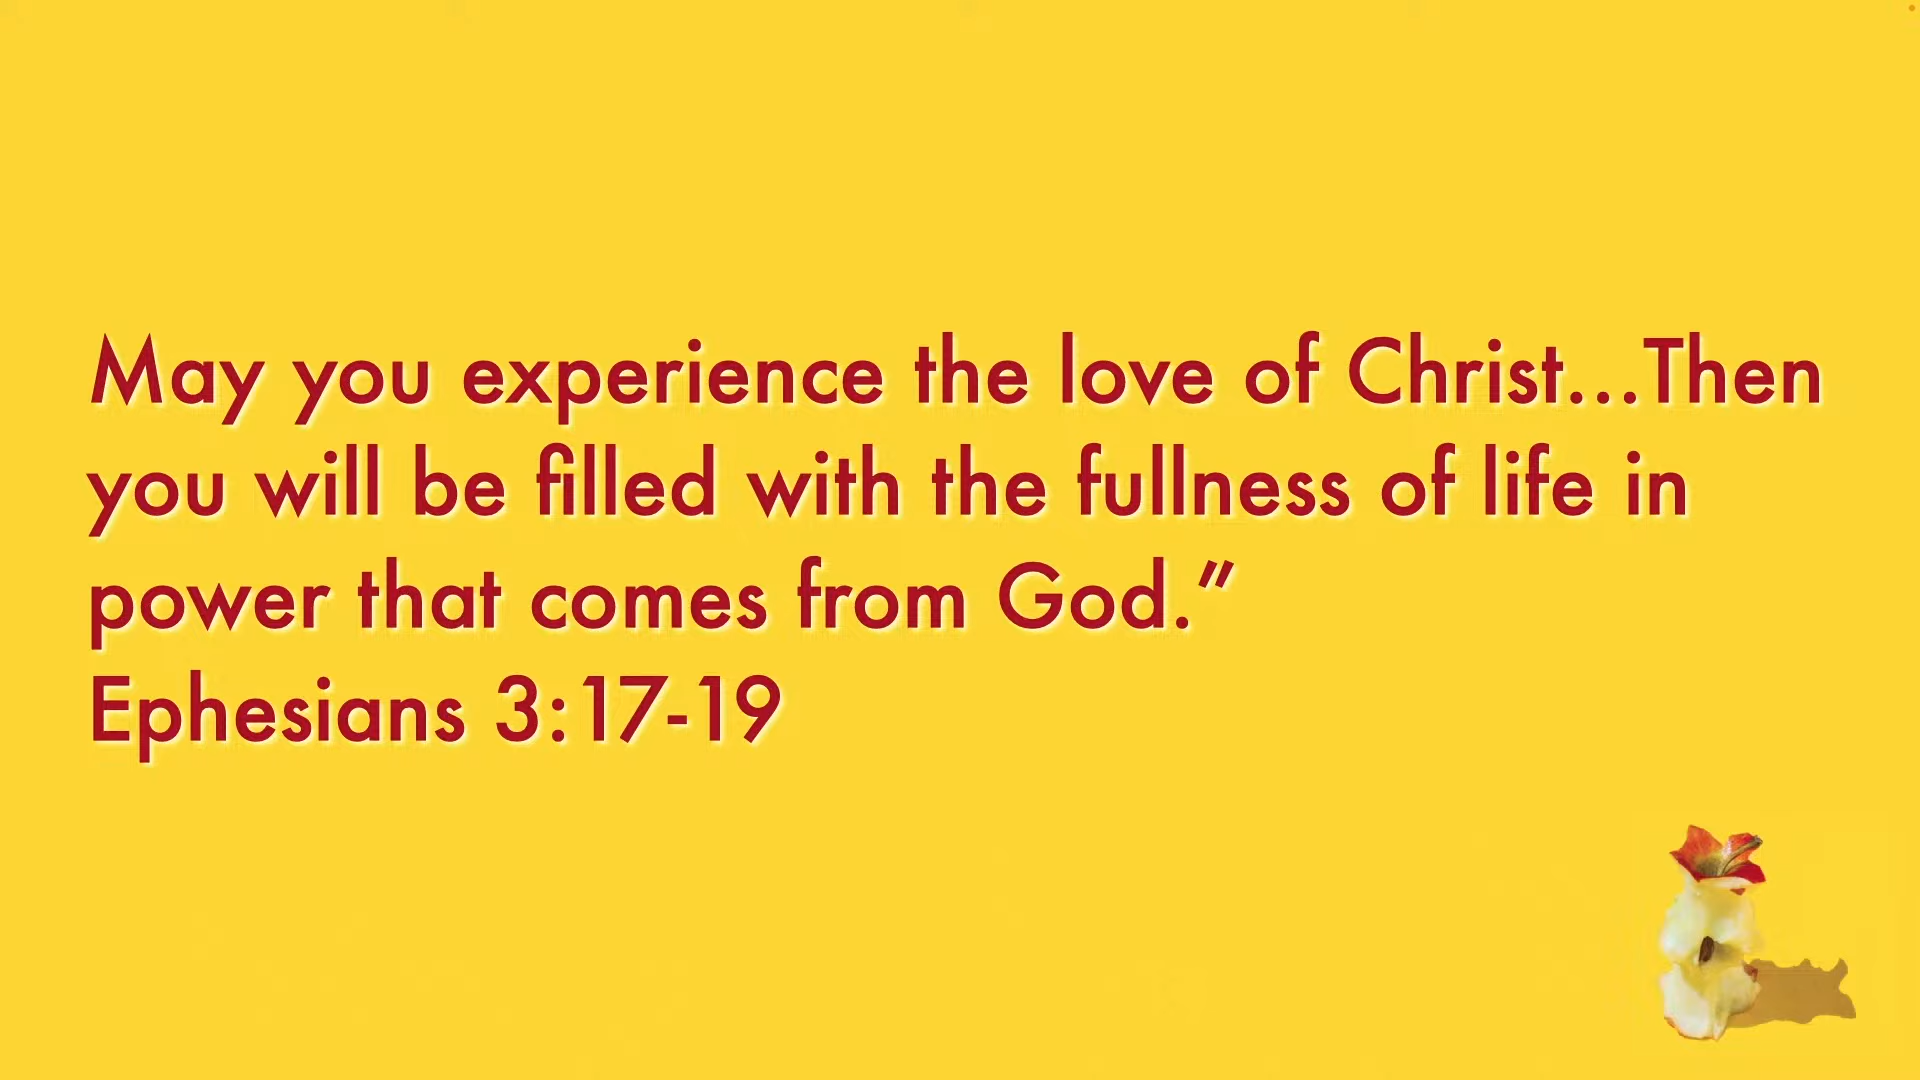 May you experience the love of Christ...Then
you will be filled with the fullness of life in
power that comes from God.”
Ephesians 3:17-19